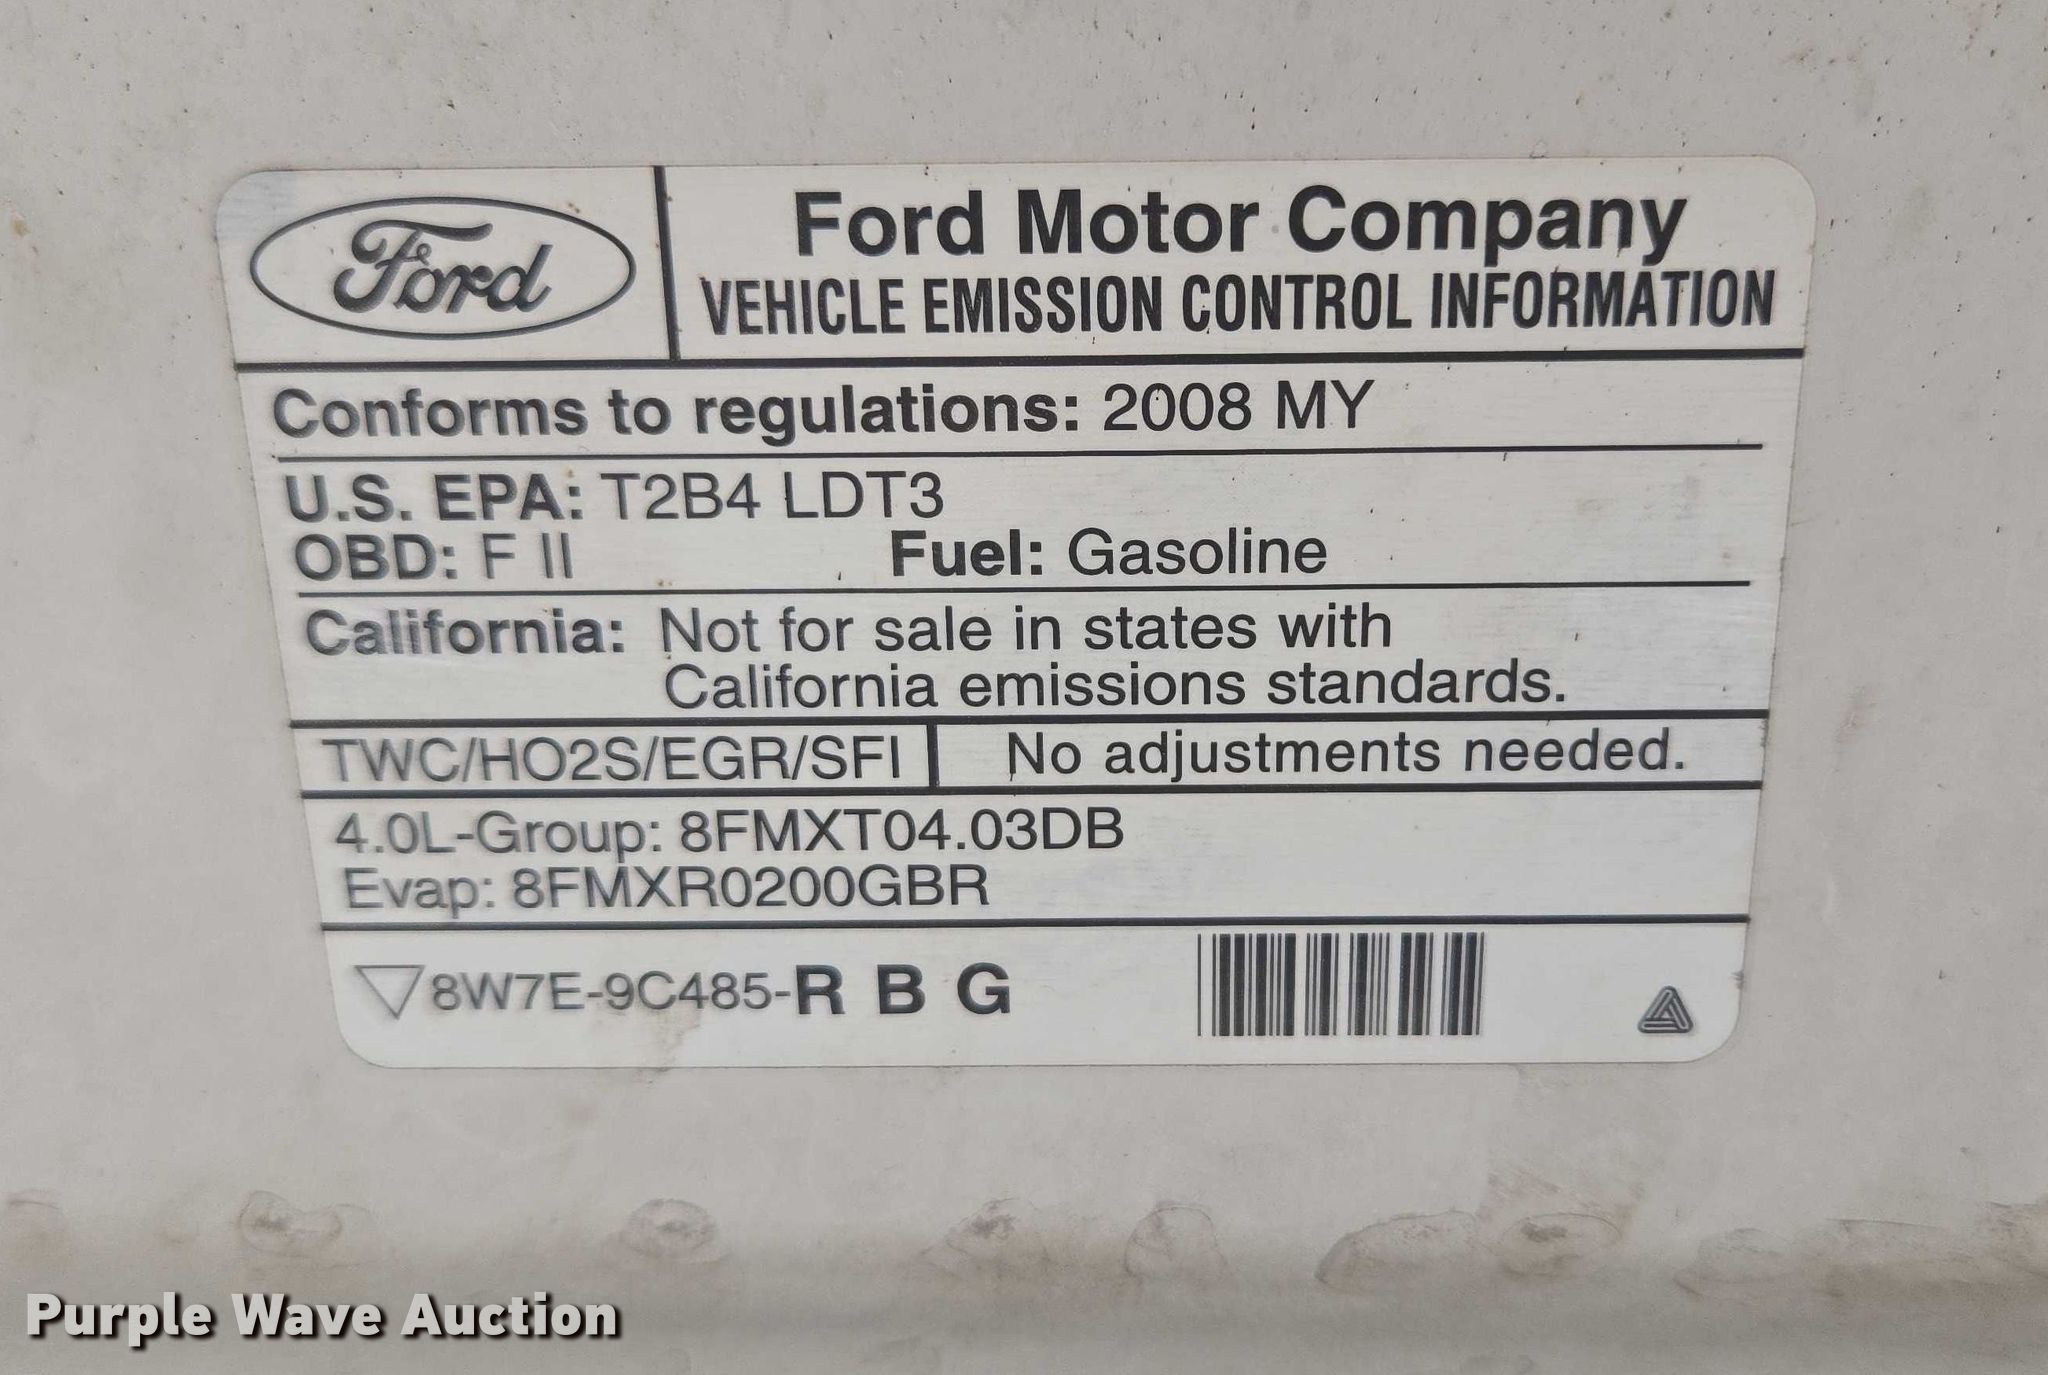 Ford
Ford Motor Company
VEHICLE EMISSION CONTROL INFORMATION
Conforms to regulations: 2008 MY
U.S. EPA: T2B4 LDT3
OBD: F II Fuel: Gasoline
California: Not for sale in states with
California emissions standards.
TWC/HO2S/EGR/SFI No adjustments needed.
4.0L-Group: 8FMXT04.03DB
Evap: 8FMXR0200GBR
8W7E-9C485-R B G
Purple Wave Auction